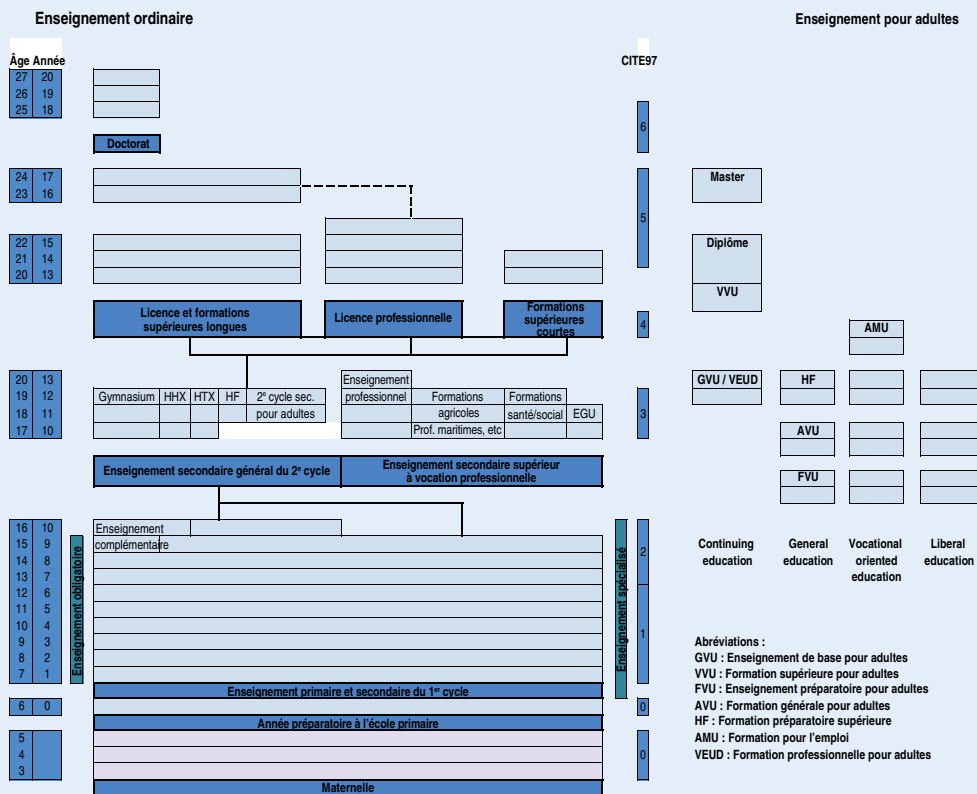 Enseignement ordinaire
Enseignement pour adultes
Âge Année
CITE97
27 20
26 19
25 18
6
Doctorat
24 17
23 16
Master
5
22 15
21 14
20 13
Diplôme
VVU
Licence et formations
supérieures longues
Licence professionnelle
Formations
supérieures
courtes
4
AMU
20 13
19 12
18 11
17 10
Enseignement
professionnel
Gymnasium HHX HTX HF 2e cycle sec.
pour adultes
Formations
agricoles
Prof. maritimes, etc
Formations
santé/social
EGU
3
GVU / VEUD
HF
AVU
FVU
Enseignement secondaire général du 2e cycle
Enseignement secondaire supérieur
à vocation professionnelle
16 10
15 9
14 8
13 7
12 6
11 5
10 4
9 3
8 2
7 1
Enseignement obligatoire
Enseignement
complémentaire
Enseignement spécialisé
2
1
Continuing
education
General
education
Vocational
oriented
education
Liberal
education
Enseignement primaire et secondaire du 1er cycle
6 0
0
Année préparatoire à l'école primaire
5
4
3
0
Maternelle
Abréviations :
GVU : Enseignement de base pour adultes
VVU : Formation supérieure pour adultes
FVU : Enseignement préparatoire pour adultes
AVU : Formation générale pour adultes
HF : Formation préparatoire supérieure
AMU : Formation pour l'emploi
VEUD : Formation professionnelle pour adultes